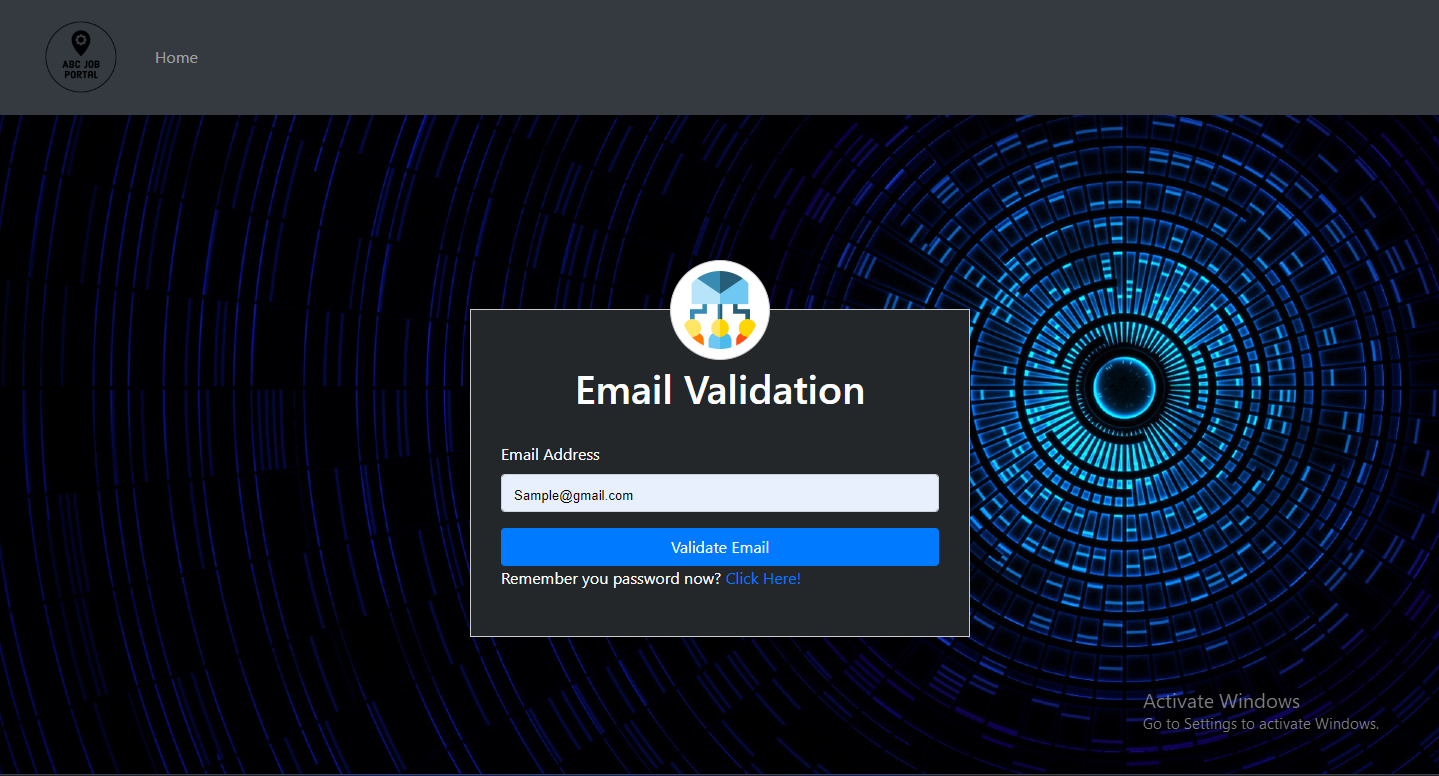 ABC JOB
PORTAL
Home
Email Validation
Email Address
Sample@gmail.com
Validate Email
Remember you password now? Click Here!
Activate Windows
Go to Settings to activate Windows.